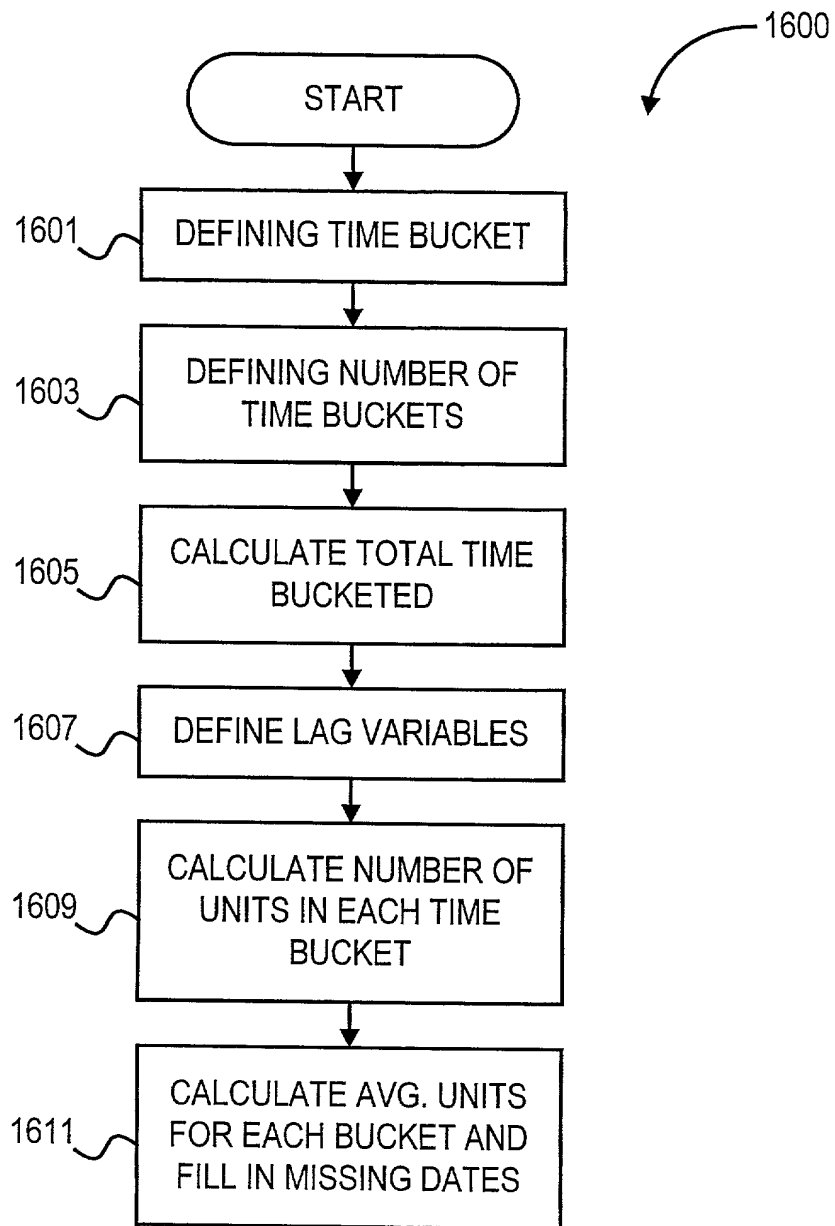 1600
START
1601
DEFINING TIME BUCKET
1603
DEFINING NUMBER OF
TIME BUCKETS
1605
CALCULATE TOTAL TIME
BUCKETED
1607
DEFINE LAG VARIABLES
1609
CALCULATE NUMBER OF
UNITS IN EACH TIME
BUCKET
1611
CALCULATE AVG. UNITS
FOR EACH BUCKET AND
FILL IN MISSING DATES